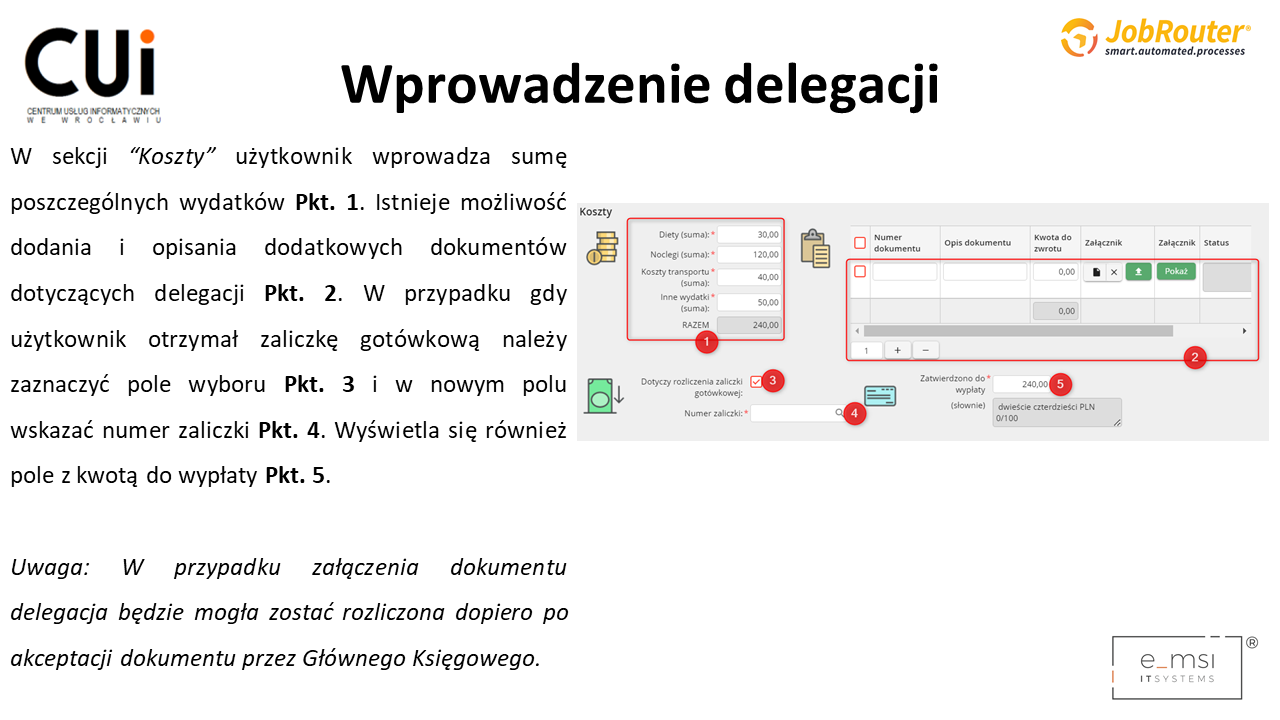 CUi
CENTRUM USŁUG INFORMATYCZNYCH
WE WROCŁAWIU
JobRouter®
smart.automated.processes
Wprowadzenie delegacji
W sekcji “Koszty” użytkownik wprowadza sumę
poszczególnych wydatków Pkt. 1. Istnieje możliwość
dodania i opisania dodatkowych dokumentów
dotyczących delegacji Pkt. 2. W przypadku gdy
użytkownik otrzymał zaliczkę gotówkową należy
zaznaczyć pole wyboru Pkt. 3 i w nowym polu
wskazać numer zaliczki Pkt. 4. Wyświetla się również
pole z kwotą do wypłaty Pkt. 5.
Uwaga: W przypadku załączenia dokumentu
delegacja będzie mogła zostać rozliczona dopiero po
akceptacji dokumentu przez Głównego Księgowego.
Koszty
Diety (suma):* 30,00
Noclegi (suma):* 120,00
Koszty transportu*
(suma): 40,00
Inne wydatki*
(suma): 50,00
RAZEM 240,00
1
Numer dokumentu Opis dokumentu Kwota do zwrotu Załącznik Załącznik Status
0,00 Pokaż
0,00
1 + −
2
Dotyczy rozliczenia zaliczki
gotówkowej: 3
Numer zaliczki:* 4
Zatwierdzono do*
wypłaty 240,00 5
(słownie) dwieście czterdzieści PLN
0/100
e_msi ®
ITSYSTEMS